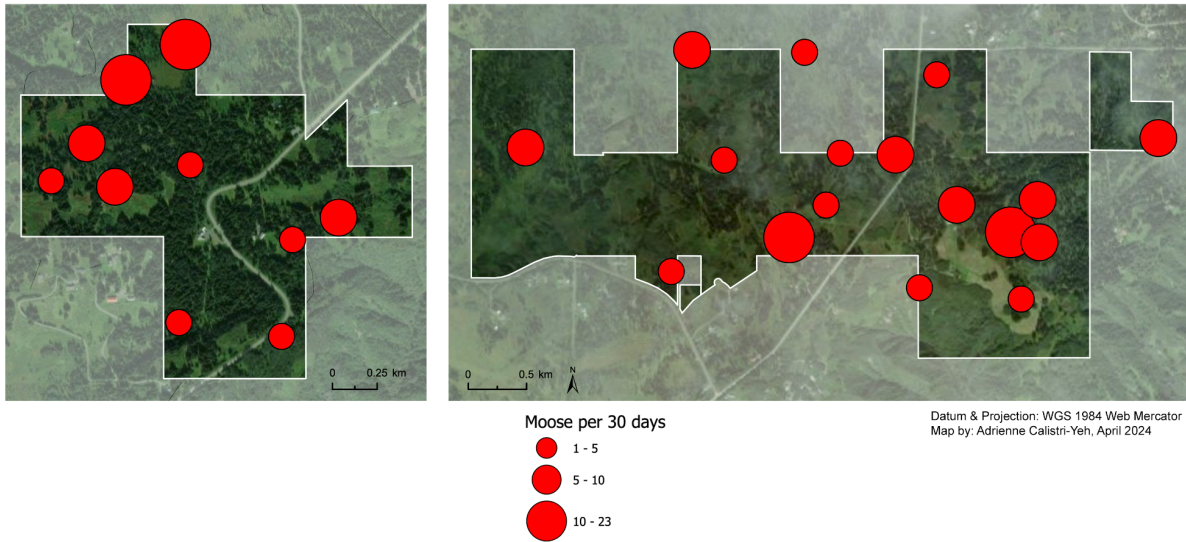 0 0.25 km
0 0.5 km
N
Datum & Projection: WGS 1984 Web Mercator
Map by: Adrienne Calistri-Yeh, April 2024
Moose per 30 days
1 - 5
5 - 10
10 - 23